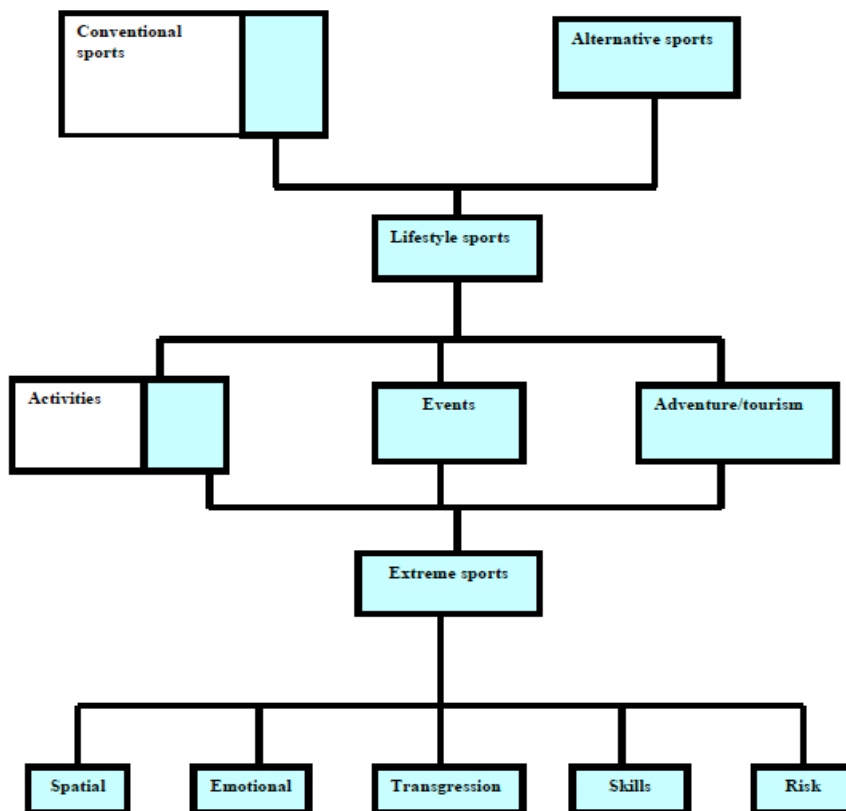 Conventional
sports
Alternative sports
Lifestyle sports
Activities
Events
Adventure/tourism
Extreme sports
Spatial
Emotional
Transgression
Skills
Risk